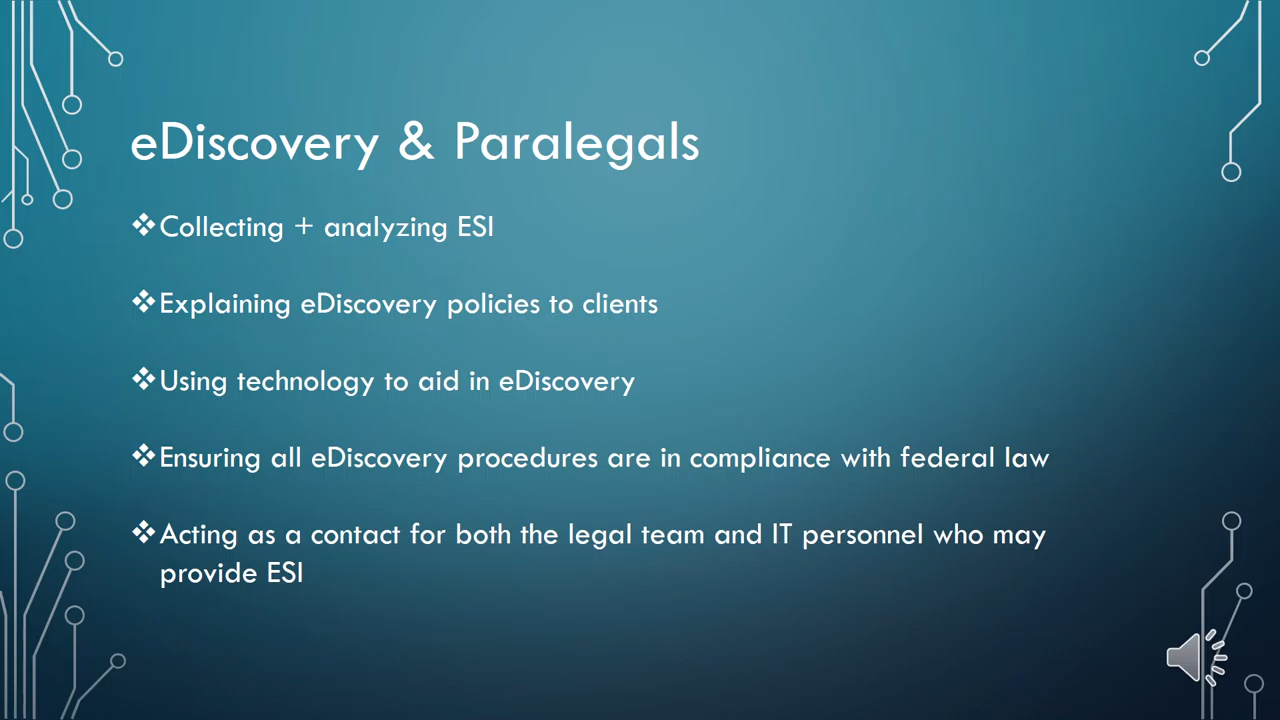 eDiscovery & Paralegals
❖Collecting + analyzing ESI
❖Explaining eDiscovery policies to clients
❖Using technology to aid in eDiscovery
❖Ensuring all eDiscovery procedures are in compliance with federal law
❖Acting as a contact for both the legal team and IT personnel who may
provide ESI